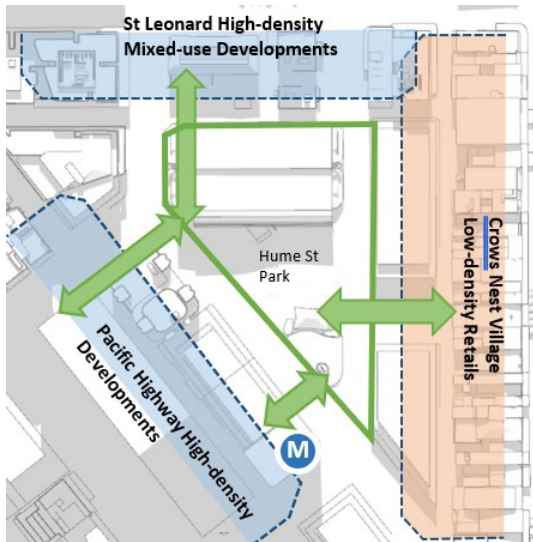 St Leonard High-density
Mixed-use Developments
Hume St
Park
Crows Nest Village
Low-density Retails
Pacific Highway High-density
Developments
M